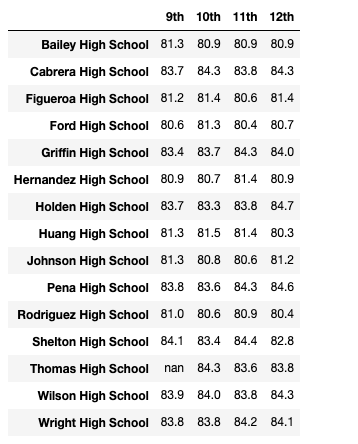 9th 10th 11th 12th
Bailey High School 81.3 80.9 80.9 80.9
Cabrera High School 83.7 84.3 83.8 84.3
Figueroa High School 81.2 81.4 80.6 81.4
Ford High School 80.6 81.3 80.4 80.7
Griffin High School 83.4 83.7 84.3 84.0
Hernandez High School 80.9 80.7 81.4 80.9
Holden High School 83.7 83.3 83.8 84.7
Huang High School 81.3 81.5 81.4 80.3
Johnson High School 81.3 80.8 80.6 81.2
Pena High School 83.8 83.6 84.3 84.6
Rodriguez High School 81.0 80.6 80.9 80.4
Shelton High School 84.1 83.4 84.4 82.8
Thomas High School nan 84.3 83.6 83.8
Wilson High School 83.9 84.0 83.8 84.3
Wright High School 83.8 83.8 84.2 84.1